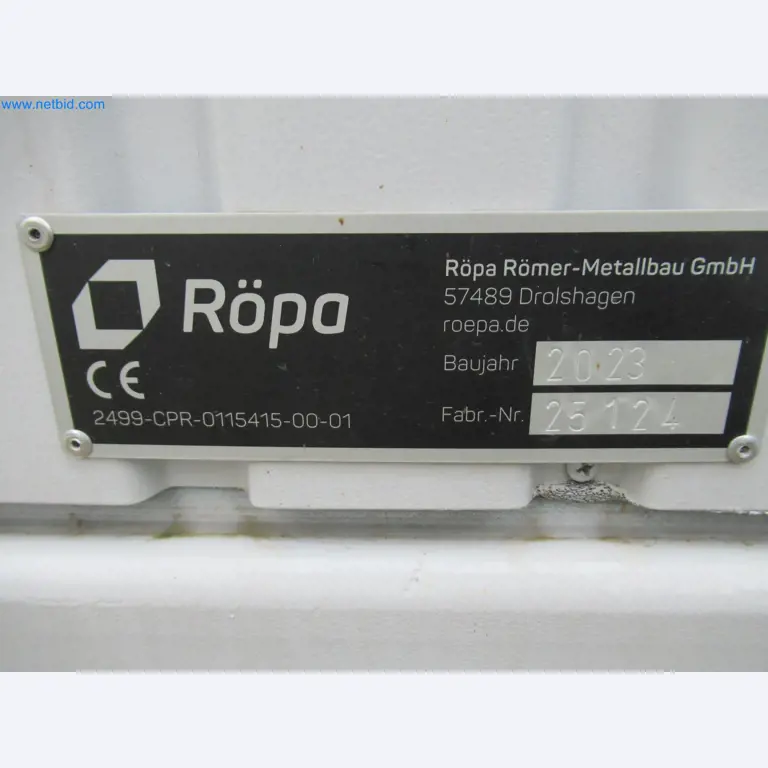 www.netbid.com
Röpa
CE
2499-CPR-0115415-00-01
Röpa Römer-Metallbau GmbH
57489 Drolshagen
roepa.de
Baujahr 2023
Fabr.-Nr. 25124